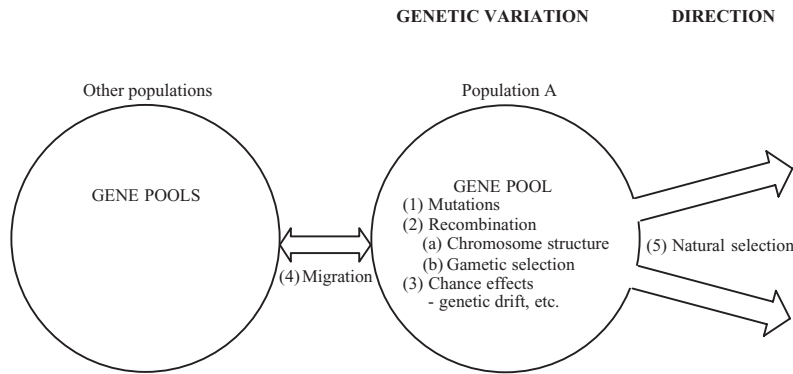 GENETIC VARIATION
DIRECTION
Other populations
Population A
GENE POOLS
GENE POOL
(1) Mutations
(2) Recombination
(a) Chromosome structure
(b) Gametic selection
(3) Chance effects
- genetic drift, etc.
(4) Migration
(5) Natural selection